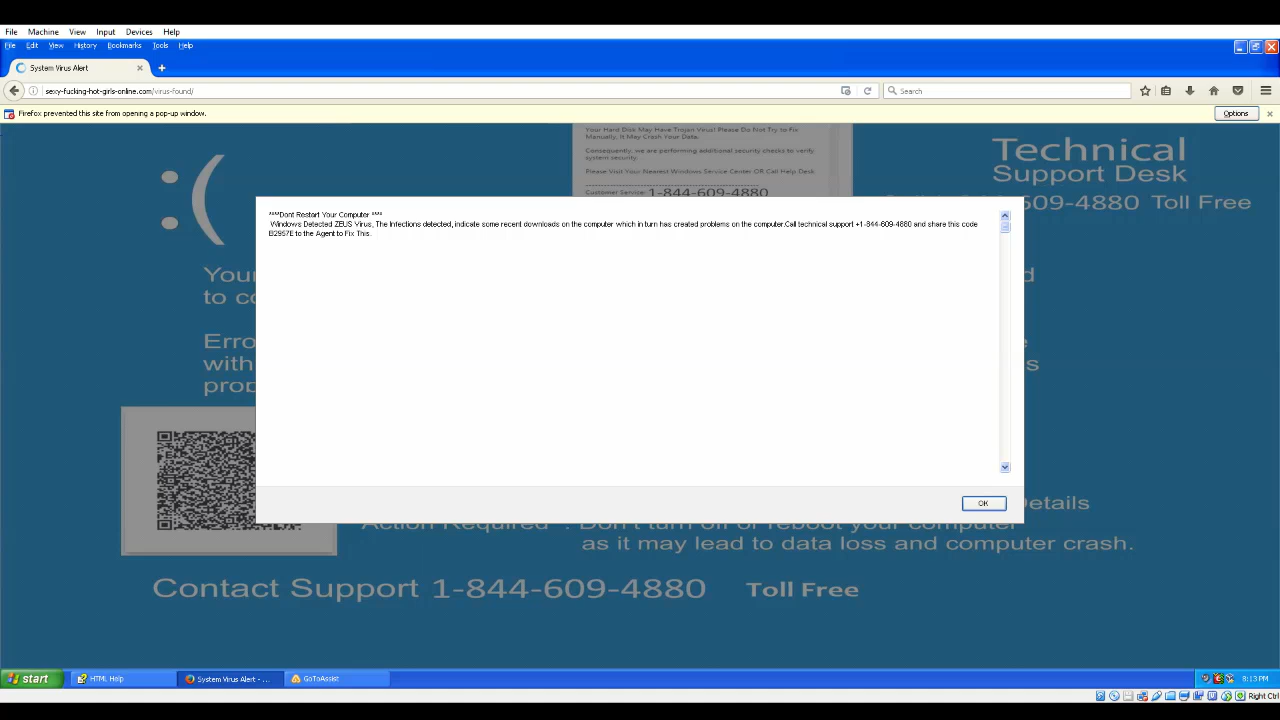 File Machine View Input Devices Help
File Edit View History Bookmarks Tools Help
System Virus Alert
sexy-fucking-hot-girls-online.com/virus-found/
Search
Firefox prevented this site from opening a pop-up window.
Options
Your Hard Disk May Have Trojan Virus! Please Do Not Try to Fix
Manually, It May Crash Your Data.
Consequently, we are performing additional security checks to verify
system security.
Please Visit Your Nearest Windows Service Center OR Call Help Desk
Customer Service: 1-844-609-4880
Technical
Support Desk
609-4880 Toll Free
:(
****Dont Restart Your Computer ****
Windows Detected ZEUS Virus, The Infections detected, indicate some recent downloads on the computer which in turn has created problems on the computer.Call technical support +1-844-609-4880 and share this code
B2957E to the Agent to Fix This.
OK
Your
to co
Erro
with
prop
Details
Action Required : Don't turn off or reboot your computer
as it may lead to data loss and computer crash.
Contact Support 1-844-609-4880 Toll Free
start
HTML Help
System Virus Alert - ...
GoToAssist
8:13 PM
Right Ctrl